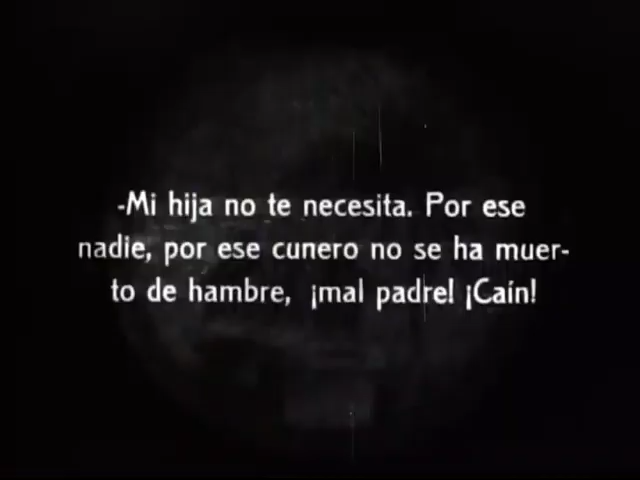 -Mi hija no te necesita. Por ese
nadie, por ese cunero no se ha muer-
to de hambre, ¡mal padre! ¡Caín!